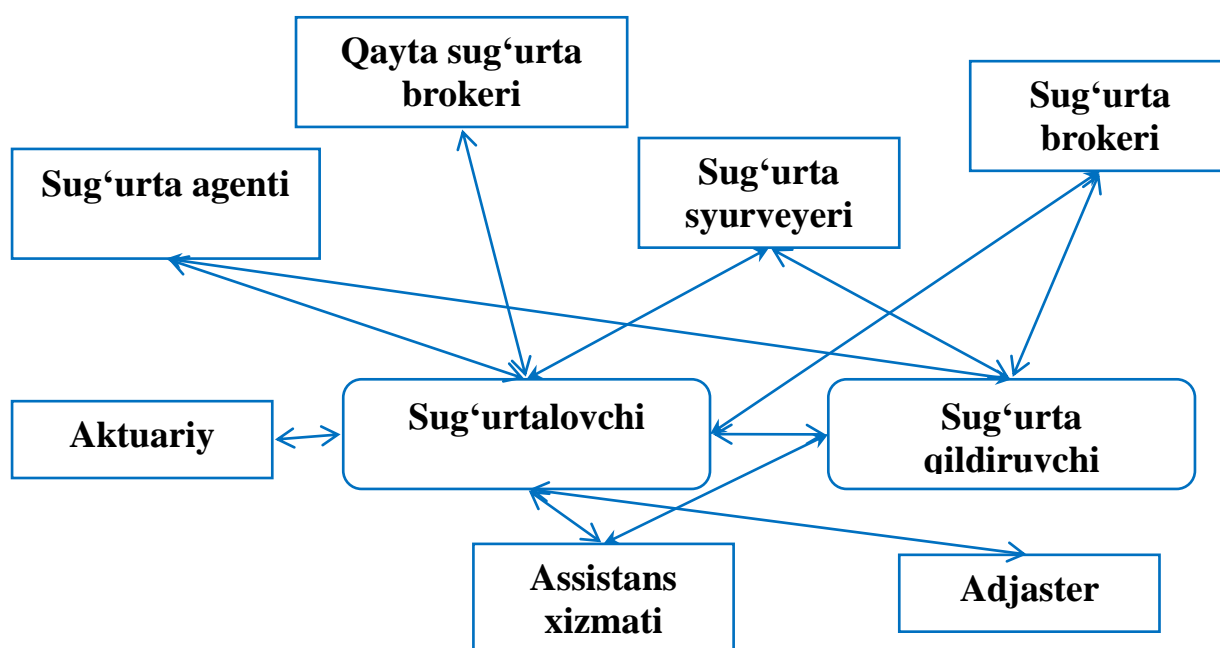 Qayta sug‘urta
brokeri
Sug‘urta
brokeri
Sug‘urta agenti
Sug‘urta
syurveyeri
Aktuariy
Sug‘urtalovchi
Sug‘urta
qildiruvchi
Assistans
xizmati
Adjaster